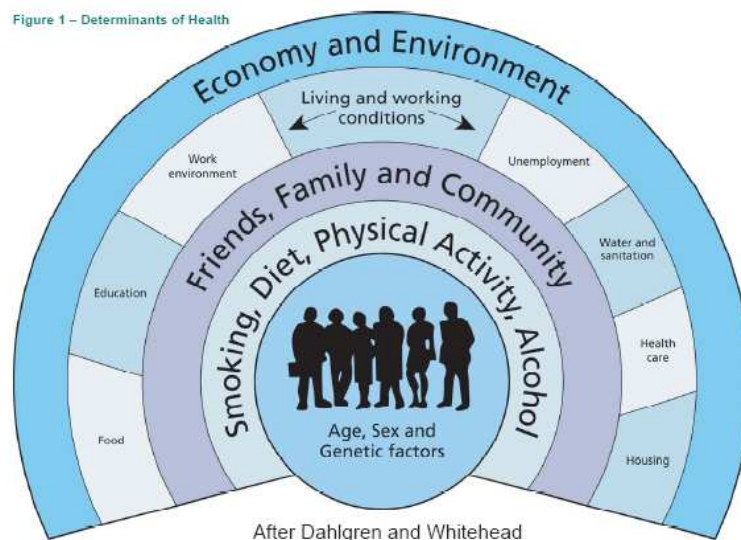 Figure 1 – Determinants of Health
Economy and Environment
Living and working
conditions
Work
environment
Unemployment
Friends, Family and Community
Water and
sanitation
Smoking, Diet, Physical Activity, Alcohol
Education
Health
care
Food
Housing
Age, Sex and
Genetic factors
After Dahlgren and Whitehead